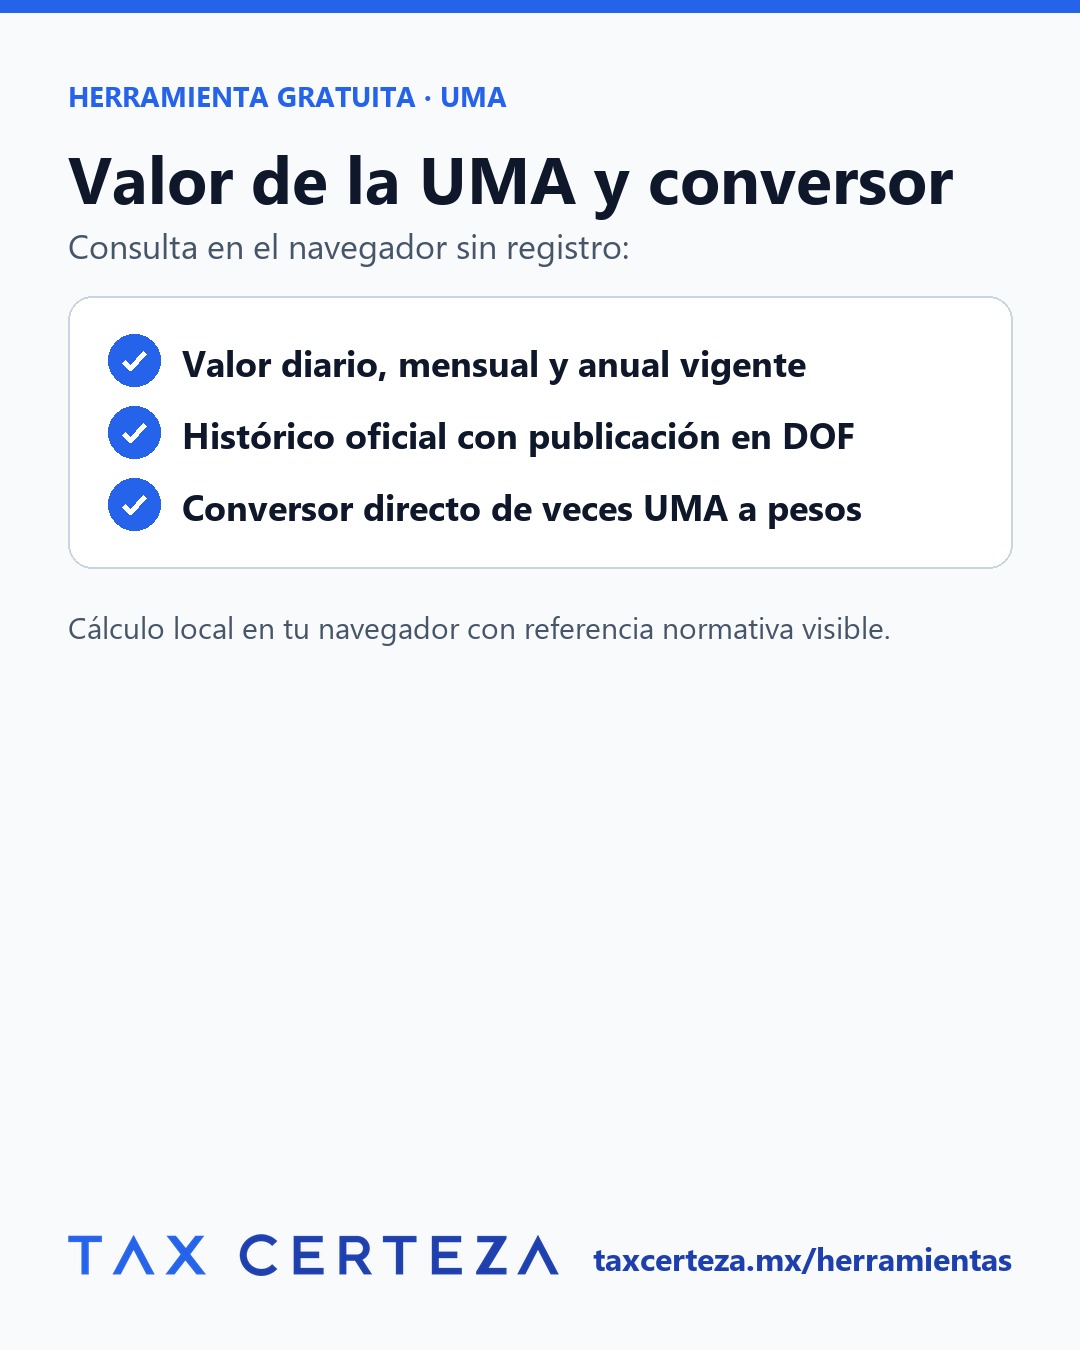 HERRAMIENTA GRATUITA · UMA
Valor de la UMA y conversor
Consulta en el navegador sin registro:
Valor diario, mensual y anual vigente
Histórico oficial con publicación en DOF
Conversor directo de veces UMA a pesos
Cálculo local en tu navegador con referencia normativa visible.
TAX CERTEZA
taxcerteza.mx/herramientas